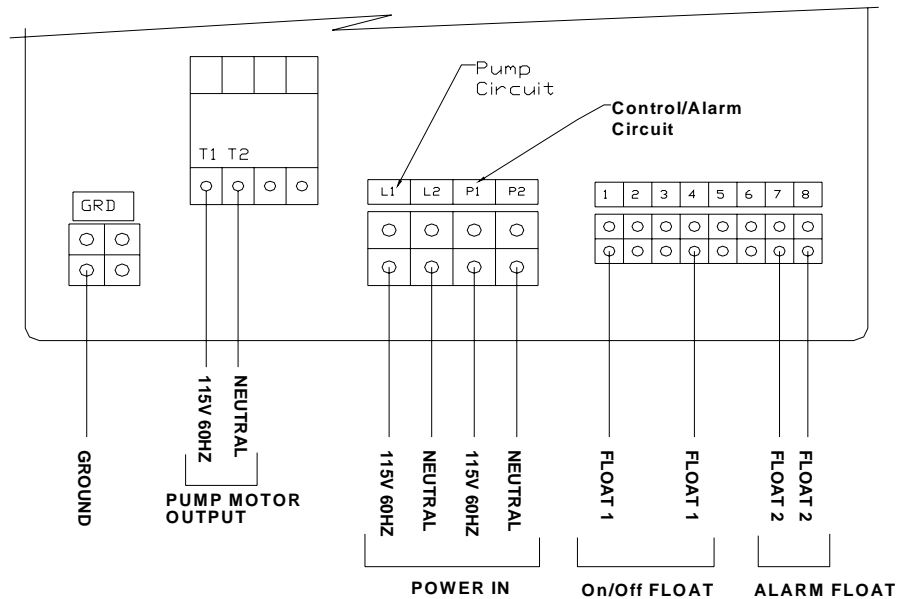 Pump
Circuit
Control/Alarm
Circuit
T1 T2
GRD
L1 L2 P1 P2
1 2 3 4 5 6 7 8
GROUND
115V 60HZ
NEUTRAL
PUMP MOTOR
OUTPUT
115V 60HZ
NEUTRAL
115V 60HZ
NEUTRAL
POWER IN
FLOAT 1
FLOAT 1
On/Off FLOAT
FLOAT 2
FLOAT 2
ALARM FLOAT